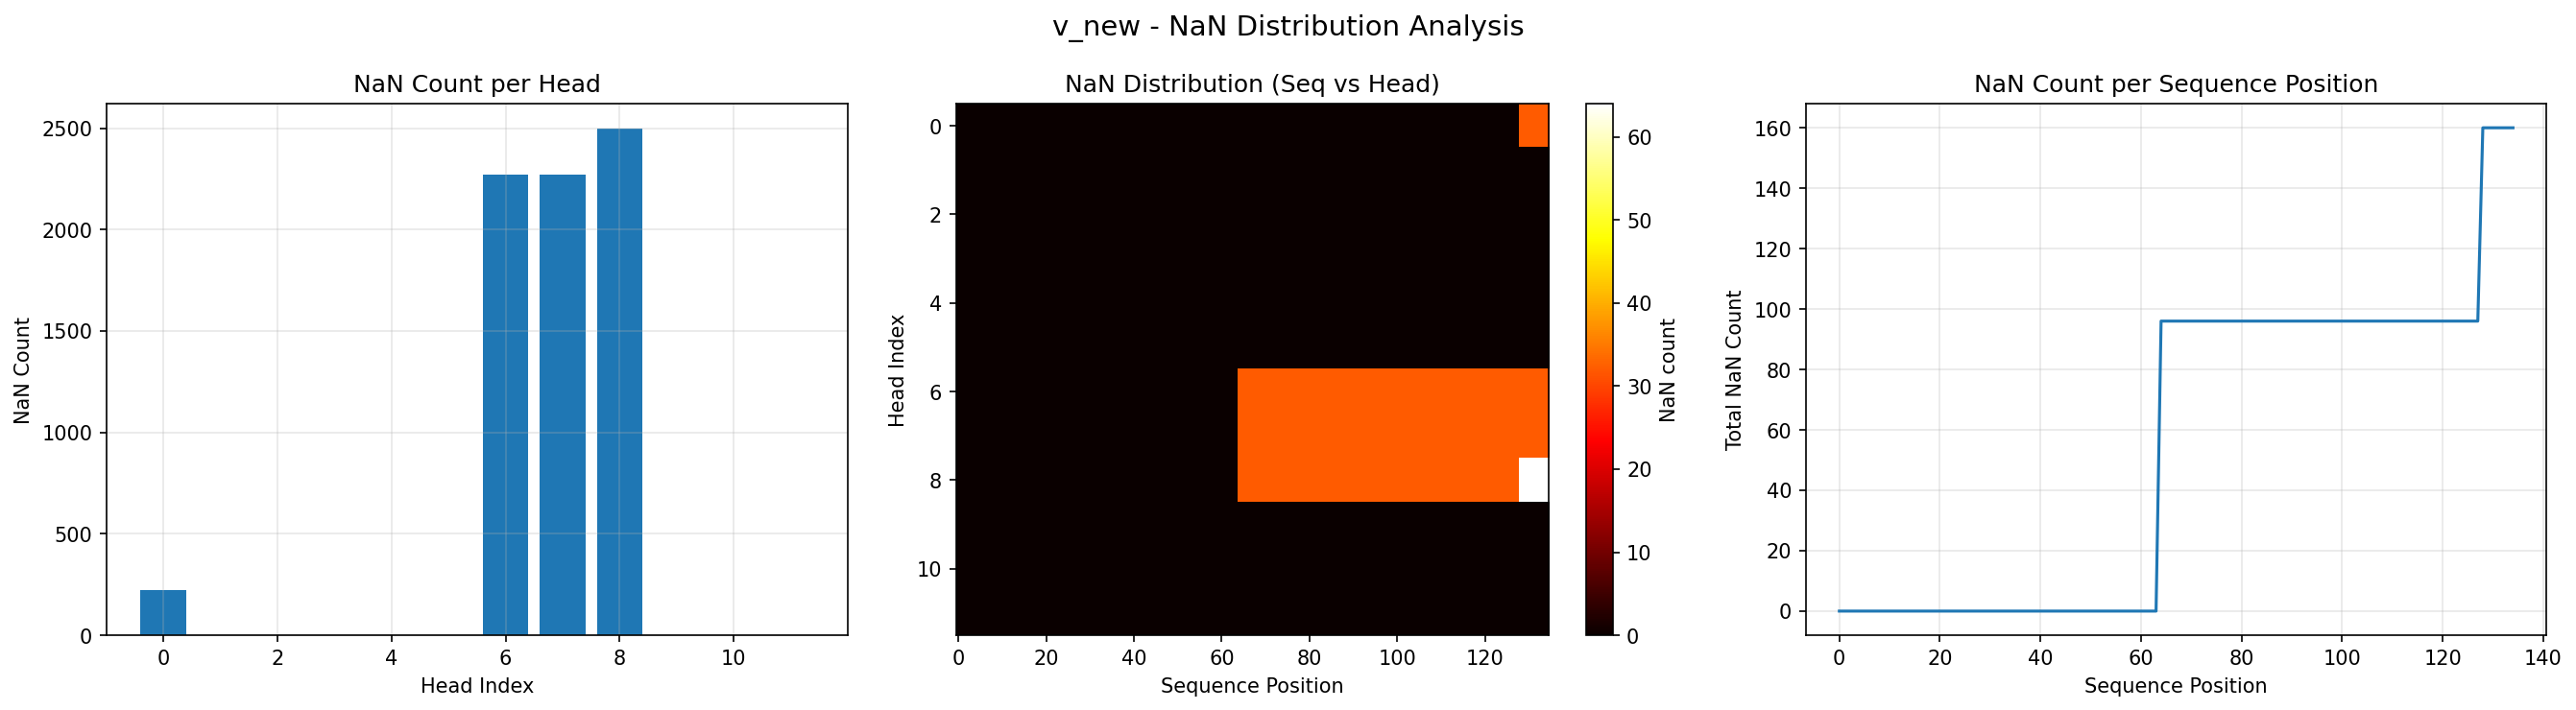 v_new - NaN Distribution Analysis
NaN Count per Head
2500
2000
1500
1000
500
0
NaN Count
0 2 4 6 8 10
Head Index
NaN Distribution (Seq vs Head)
0
2
4
6
8
10
Head Index
0 20 40 60 80 100 120
Sequence Position
60
50
40
30
20
10
0
NaN count
NaN Count per Sequence Position
160
140
120
100
80
60
40
20
0
Total NaN Count
0 20 40 60 80 100 120 140
Sequence Position